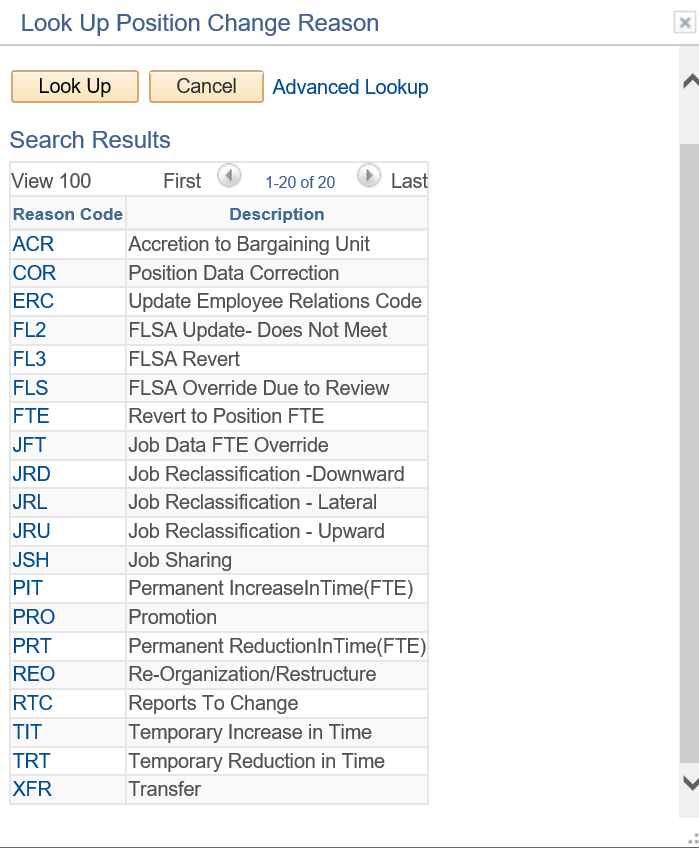 Look Up Position Change Reason
Look Up Cancel Advanced Lookup
Search Results
View 100 First 1-20 of 20 Last
Reason Code Description
ACR Accretion to Bargaining Unit
COR Position Data Correction
ERC Update Employee Relations Code
FL2 FLSA Update- Does Not Meet
FL3 FLSA Revert
FLS FLSA Override Due to Review
FTE Revert to Position FTE
JFT Job Data FTE Override
JRD Job Reclassification -Downward
JRL Job Reclassification - Lateral
JRU Job Reclassification - Upward
JSH Job Sharing
PIT Permanent IncreaseInTime(FTE)
PRO Promotion
PRT Permanent ReductionInTime(FTE)
REO Re-Organization/Restructure
RTC Reports To Change
TIT Temporary Increase in Time
TRT Temporary Reduction in Time
XFR Transfer